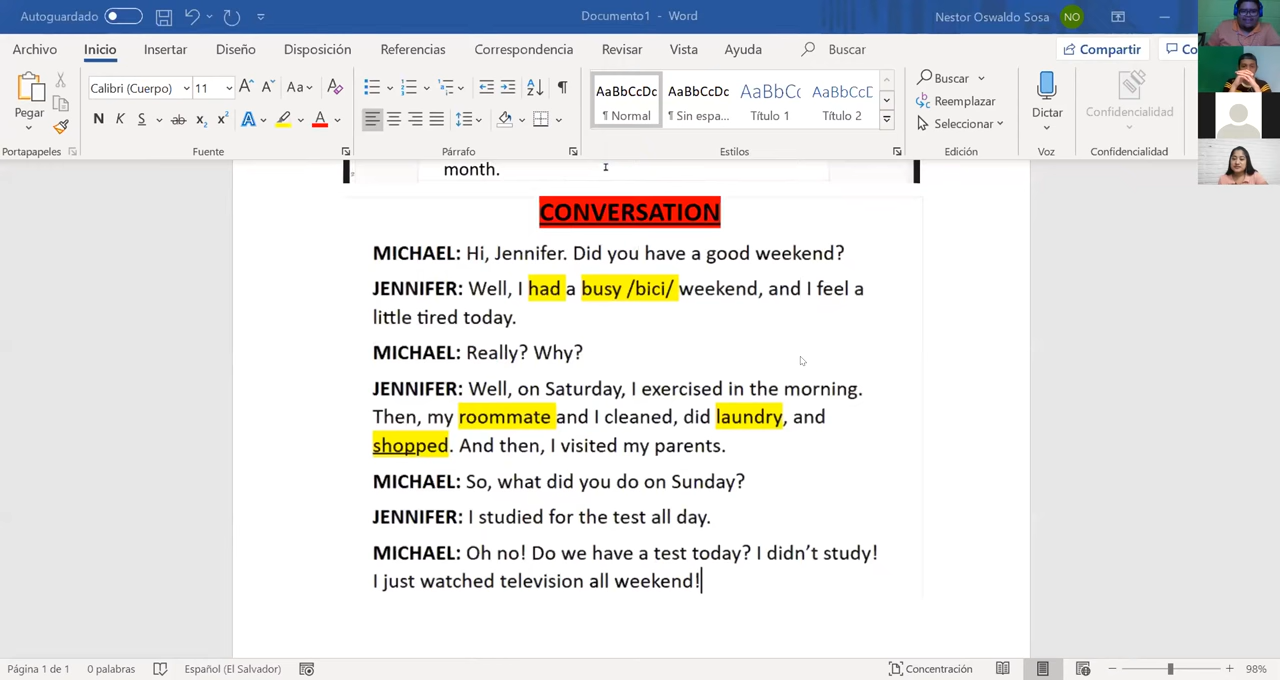 Autoguardado
Documento1 - Word
Nestor Oswaldo Sosa NO
Archivo Inicio Insertar Diseño Disposición Referencias Correspondencia Revisar Vista Ayuda Buscar Compartir Co
Pegar
Calibri (Cuerpo) 11 A A Aa A
N K S ab x₂ x² A A
AaBbCcDc AaBbCcDc AaBbCc AaBbCcD
¶ Normal ¶ Sin espa... Título 1 Título 2
Buscar
Reemplazar
Seleccionar
Dictar
Confidencialidad
Portapapeles Fuente Párrafo Estilos Edición Voz Confidencialidad
month.
CONVERSATION
MICHAEL: Hi, Jennifer. Did you have a good weekend?
JENNIFER: Well, I had a busy /bici/ weekend, and I feel a
little tired today.
MICHAEL: Really? Why?
JENNIFER: Well, on Saturday, I exercised in the morning.
Then, my roommate and I cleaned, did laundry, and
shopped. And then, I visited my parents.
MICHAEL: So, what did you do on Sunday?
JENNIFER: I studied for the test all day.
MICHAEL: Oh no! Do we have a test today? I didn't study!
I just watched television all weekend!
Página 1 de 1 0 palabras Español (El Salvador) Concentración 98%